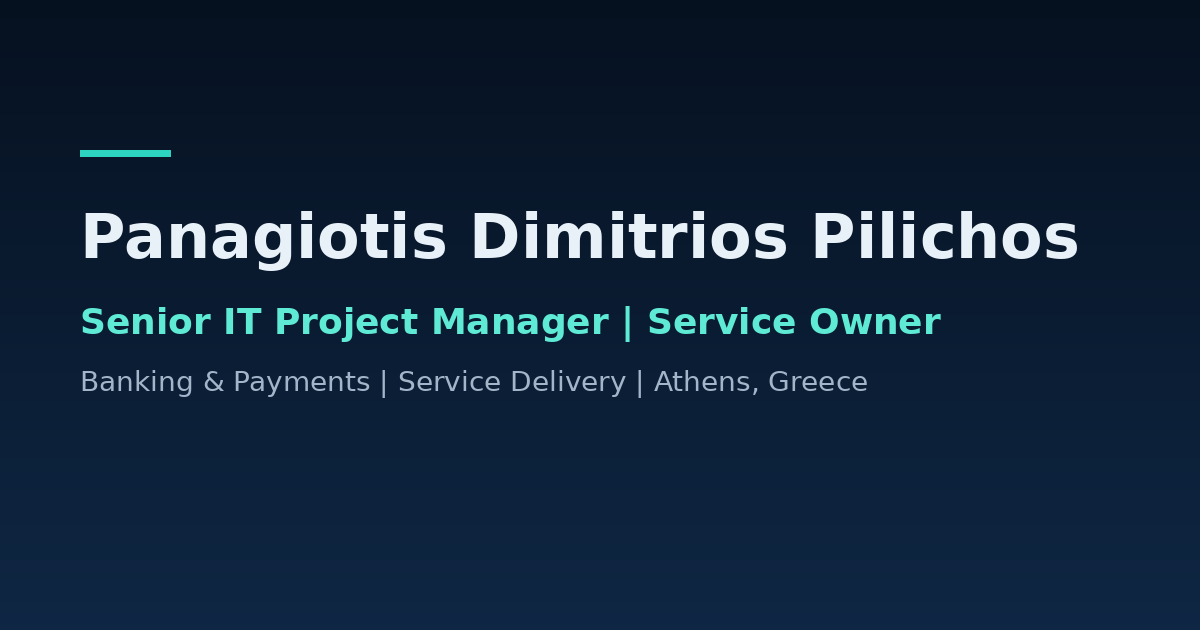 Panagiotis Dimitrios Pilichos
Senior IT Project Manager | Service Owner
Banking & Payments | Service Delivery | Athens, Greece